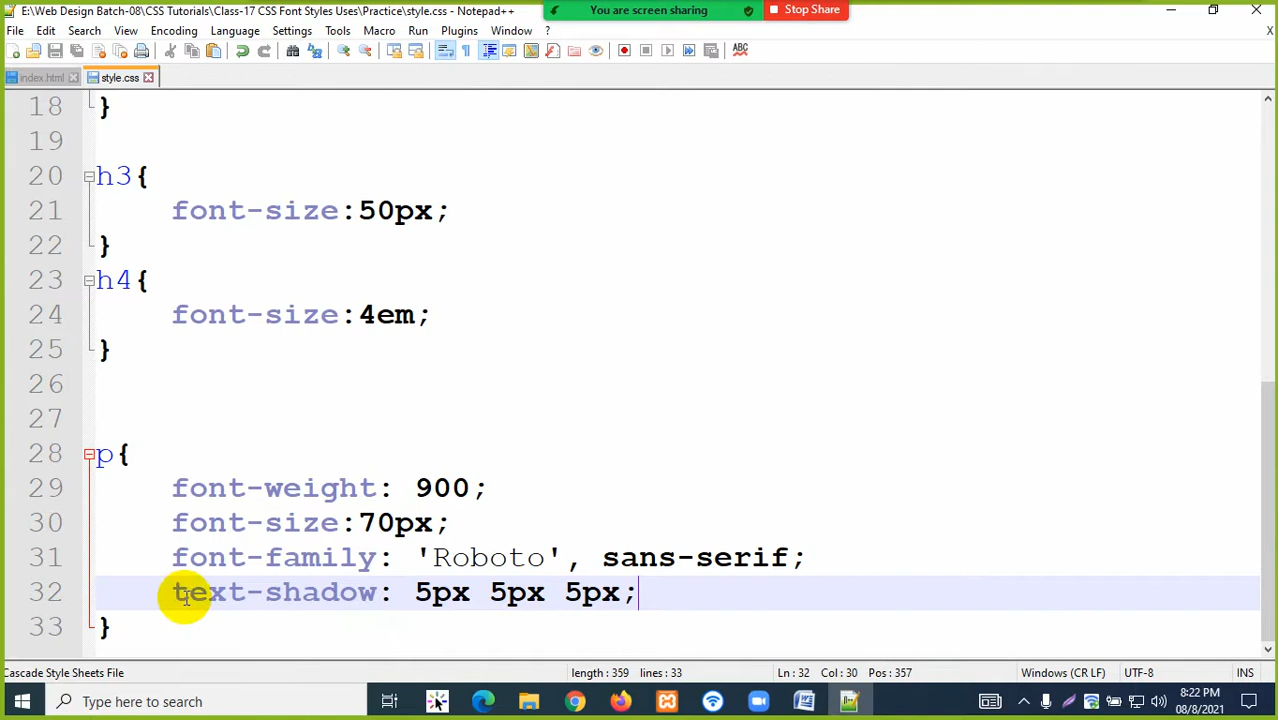 E:\Web Design Batch-08\CSS Tutorials\Class-17 CSS Font Styles Uses\Practice\style.css - Notepad++
You are screen sharing
Stop Share
File Edit Search View Encoding Language Settings Tools Macro Run Plugins Window ?
X
ABC
index.html style.css
18 }
19
20 h3{
21 font-size:50px;
22 }
23 h4{
24 font-size:4em;
25 }
26
27
28 p{
29 font-weight: 900;
30 font-size:70px;
31 font-family: 'Roboto', sans-serif;
32 text-shadow: 5px 5px 5px;
33 }
Cascade Style Sheets File length : 359 lines : 33 Ln : 32 Col : 30 Pos : 357 Windows (CR LF) UTF-8 INS
Type here to search
8:22 PM
08/8/2021